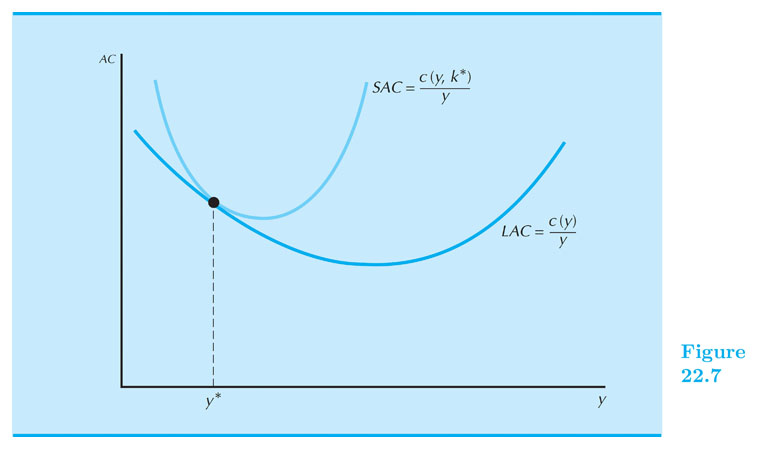 AC
SAC = c (y, k*)
y
LAC = c (y)
y
y*
y
Figure
22.7